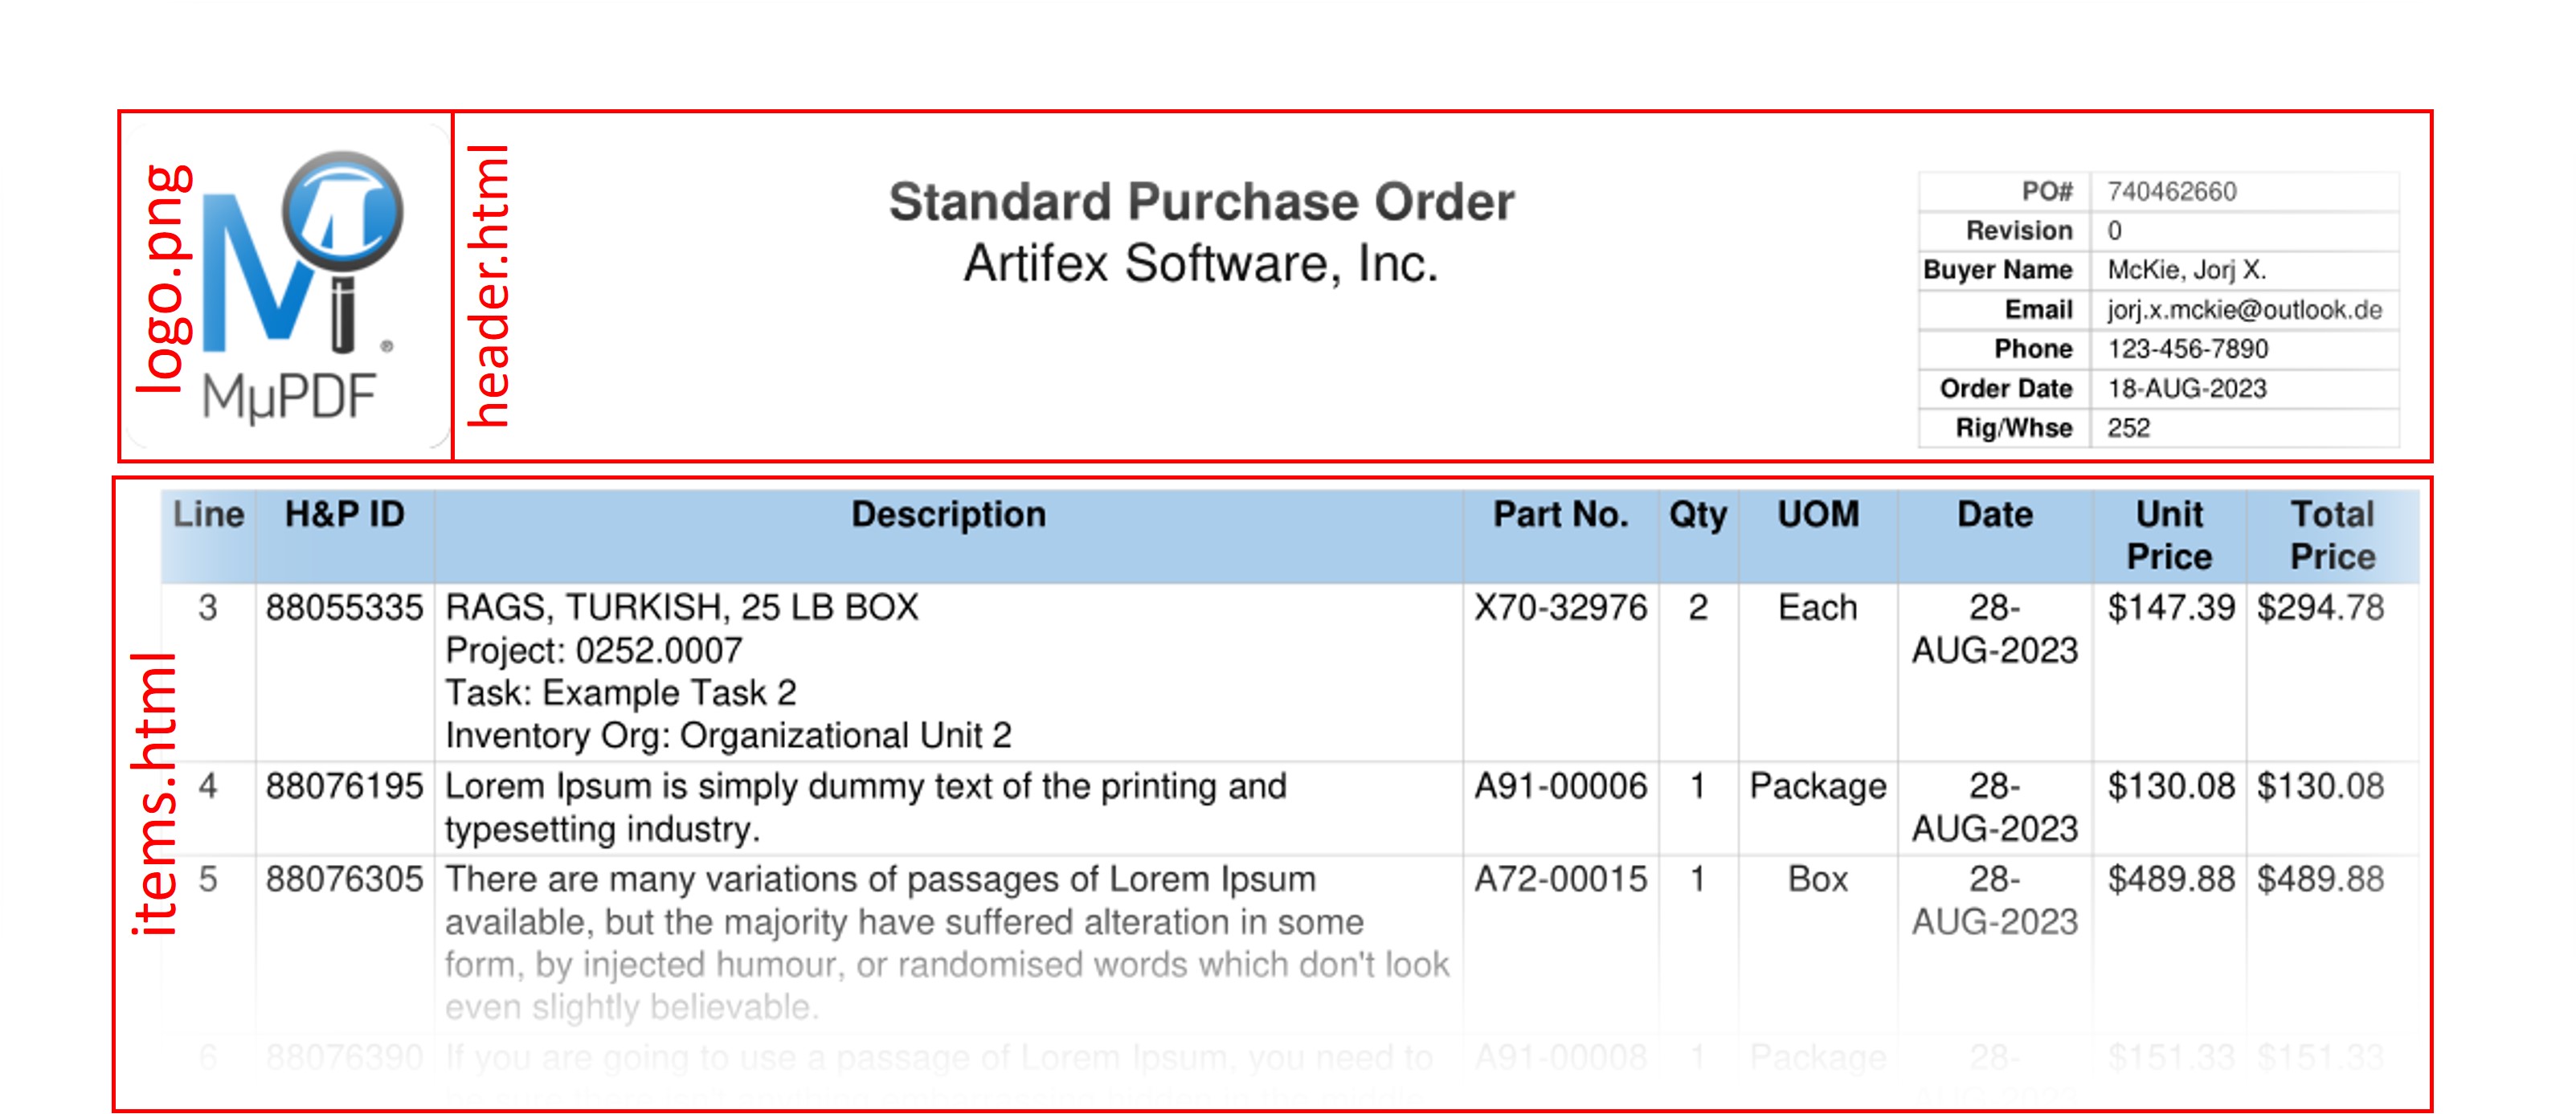 logo.png
MµPDF
®
header.html
Standard Purchase Order
Artifex Software, Inc.
PO# 740462660
Revision 0
Buyer Name McKie, Jorj X.
Email jorj.x.mckie@outlook.de
Phone 123-456-7890
Order Date 18-AUG-2023
Rig/Whse 252
items.html
Line H&P ID Description Part No. Qty UOM Date Unit Price Total Price
3 88055335 RAGS, TURKISH, 25 LB BOX X70-32976 2 Each 28- $147.39 $294.78
Project: 0252.0007 AUG-2023
Task: Example Task 2
Inventory Org: Organizational Unit 2
4 88076195 Lorem Ipsum is simply dummy text of the printing and A91-00006 1 Package 28- $130.08 $130.08
typesetting industry. AUG-2023
5 88076305 There are many variations of passages of Lorem Ipsum A72-00015 1 Box 28- $489.88 $489.88
available, but the majority have suffered alteration in some AUG-2023
form, by injected humour, or randomised words which don't look
even slightly believable.
6 88076390 If you are going to use a passage of Lorem Ipsum, you need to A91-00008 1 Package 28- $151.33 $151.33